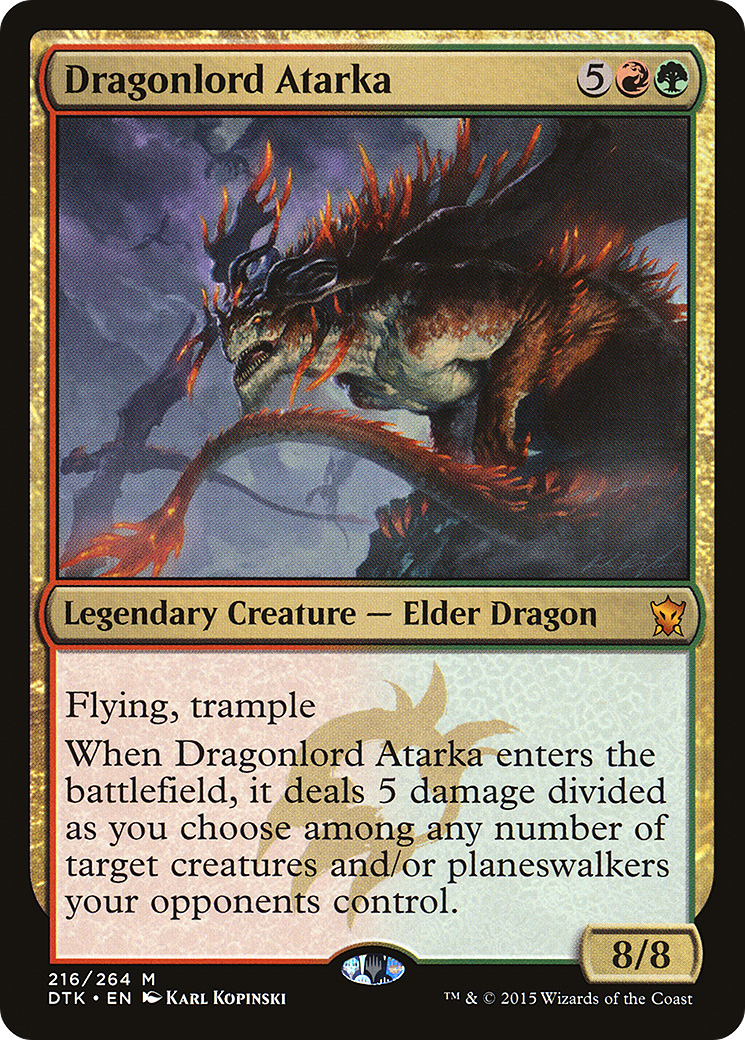 Dragonlord Atarka 5
Legendary Creature — Elder Dragon
Flying, trample
When Dragonlord Atarka enters the
battlefield, it deals 5 damage divided
as you choose among any number of
target creatures and/or planeswalkers
your opponents control.
8/8
216/264 M
DTK • EN Karl Kopinski
™ & © 2015 Wizards of the Coast